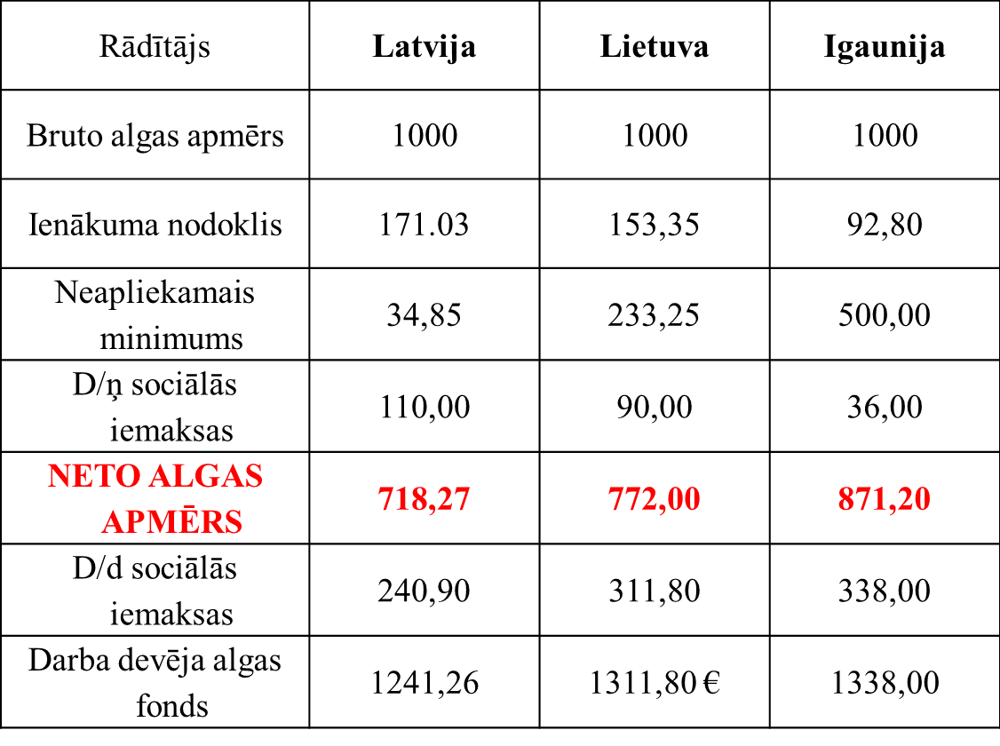 Rādītājs Latvija Lietuva Igaunija
Bruto algas apmērs 1000 1000 1000
Ienākuma nodoklis 171.03 153,35 92,80
Neapliekamais
minimums 34,85 233,25 500,00
D/ņ sociālās
iemaksas 110,00 90,00 36,00
NETO ALGAS
APMĒRS 718,27 772,00 871,20
D/d sociālās
iemaksas 240,90 311,80 338,00
Darba devēja algas
fonds 1241,26 1311,80 € 1338,00